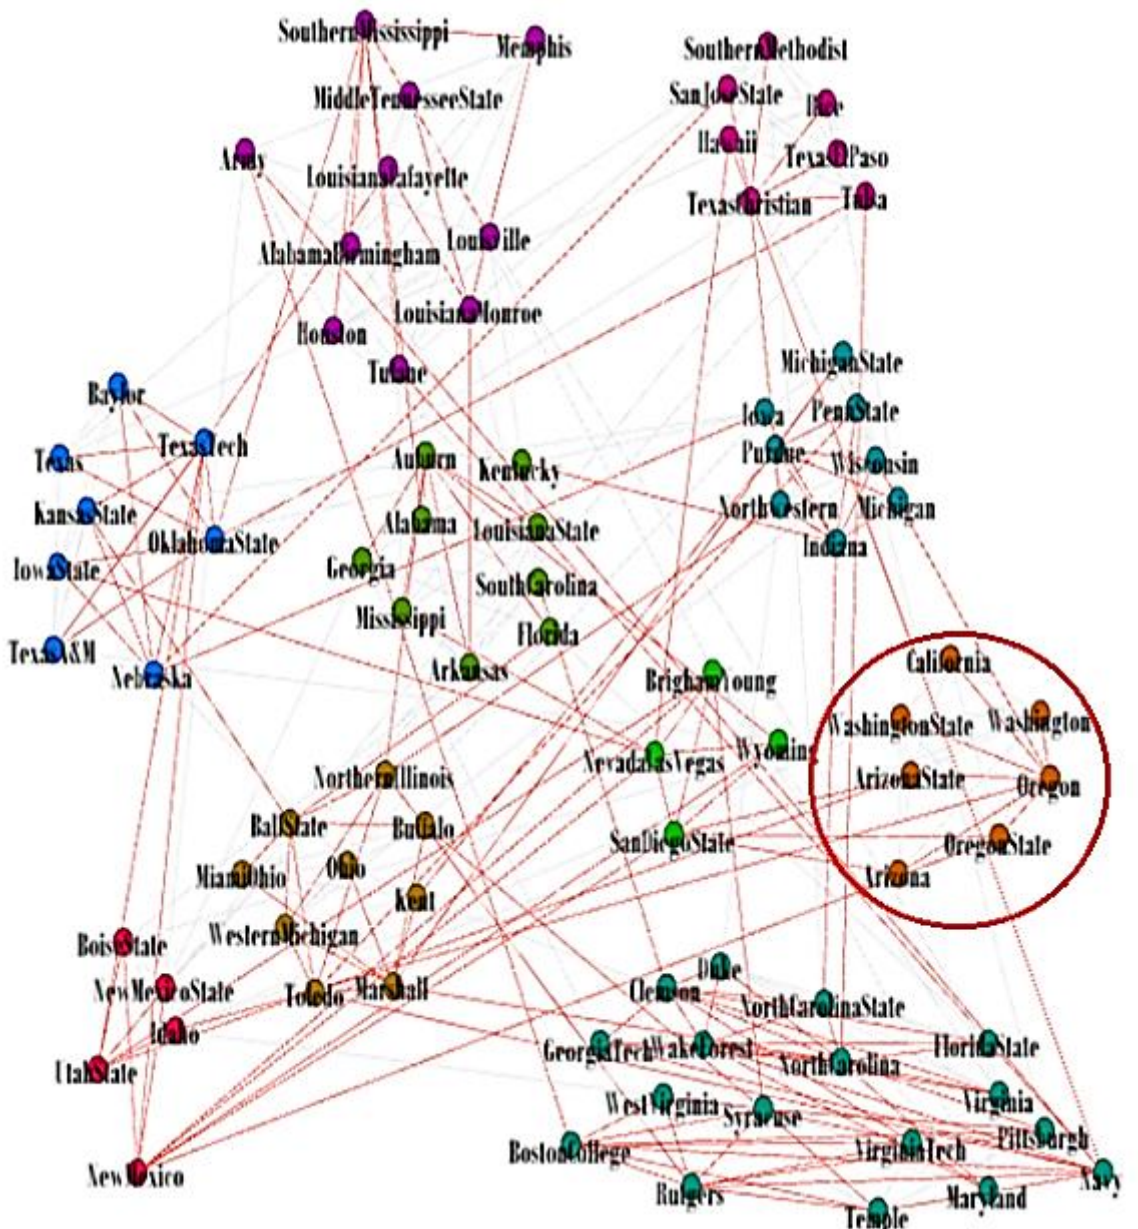 SouthernMississippi
Memphis
SouthernMethodist
MiddleTennesseeState
SanJoseState
Rice
Army
LouisianaLafayette
Hawaii
TexasElPaso
TexasChristian
Tulsa
AlabamaBirmingham
Louisville
LouisianaMonroe
Houston
Tulane
MichiganState
Baylor
Iowa
PennState
Texas
TexasTech
Auburn
Kentucky
Purdue
Wisconsin
KansasState
OklahomaState
Alabama
LouisianaState
NorthWestern
Michigan
IowaState
Georgia
SouthCarolina
Indiana
Mississippi
Florida
TexasA&M
Nebraska
Arkansas
BrighamYoung
California
WashingtonState
Washington
NevadaLasVegas
Wyoming
NorthernIllinois
ArizonaState
Oregon
BallState
Buffalo
SanDiegoState
OregonState
MiamiOhio
Ohio
Kent
Arizona
WesternMichigan
BoiseState
NewMexicoState
Toledo
Marshall
Duke
Clemson
NorthCarolinaState
Idaho
UtahState
GeorgiaTech
WakeForest
NorthCarolina
FloridaState
WestVirginia
Syracuse
Virginia
Pittsburgh
BostonCollege
VirginiaTech
NewMexico
Rutgers
Maryland
Navy
Temple